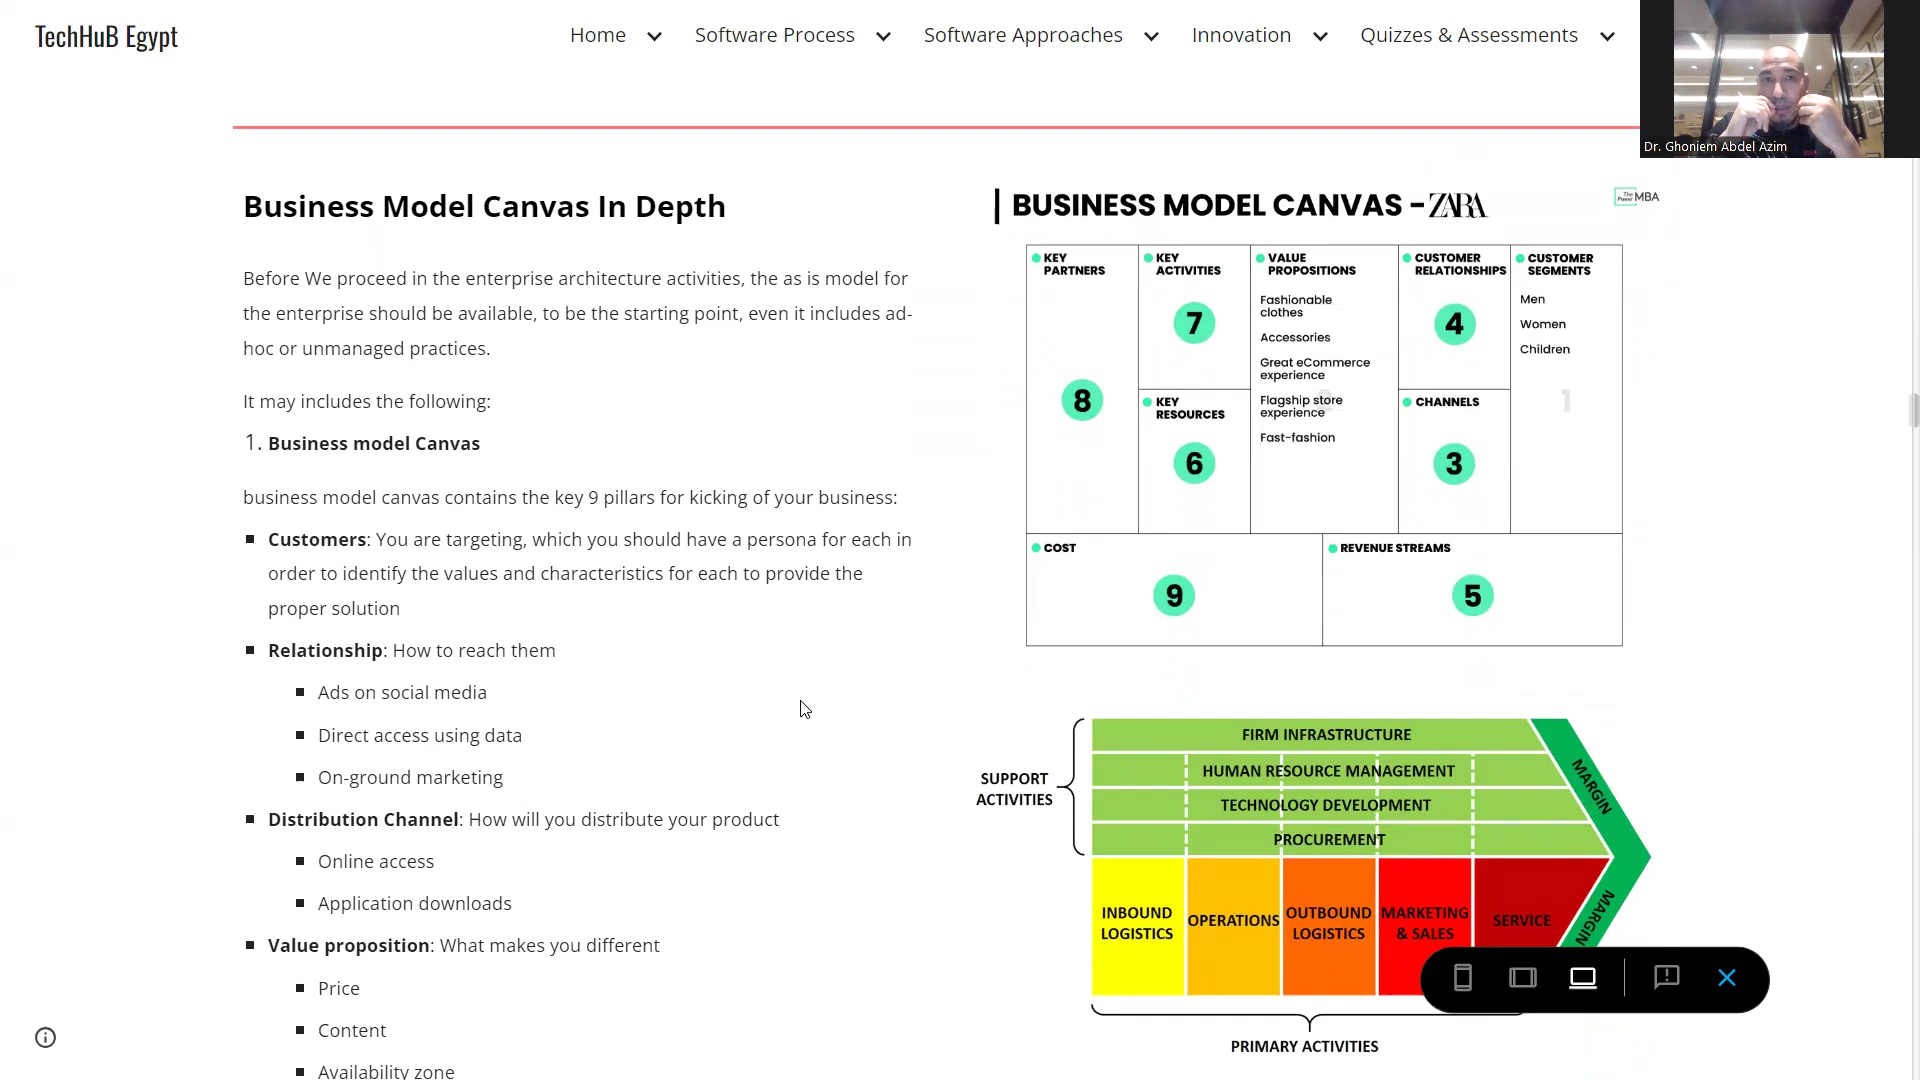 TechHuB Egypt
Home
Software Process
Software Approaches
Innovation
Quizzes & Assessments
Dr. Ghoniem Abdel Azim
Business Model Canvas In Depth
Before We proceed in the enterprise architecture activities, the as is model for
the enterprise should be available, to be the starting point, even it includes ad-
hoc or unmanaged practices.
It may includes the following:
1. Business model Canvas
business model canvas contains the key 9 pillars for kicking of your business:
Customers: You are targeting, which you should have a persona for each in
order to identify the values and characteristics for each to provide the
proper solution
Relationship: How to reach them
Ads on social media
Direct access using data
On-ground marketing
Distribution Channel: How will you distribute your product
Online access
Application downloads
Value proposition: What makes you different
Price
Content
Availability zone
BUSINESS MODEL CANVAS - ZARA
The Power MBA
KEY
PARTNERS
8
KEY
ACTIVITIES
7
KEY
RESOURCES
6
VALUE
PROPOSITIONS
Fashionable
clothes
Accessories
Great eCommerce
experience
Flagship store
experience
Fast-fashion
CUSTOMER
RELATIONSHIPS
4
CHANNELS
3
CUSTOMER
SEGMENTS
Men
Women
Children
1
COST
9
REVENUE STREAMS
5
SUPPORT
ACTIVITIES
FIRM INFRASTRUCTURE
HUMAN RESOURCE MANAGEMENT
TECHNOLOGY DEVELOPMENT
PROCUREMENT
MARGIN
INBOUND
LOGISTICS
OPERATIONS
OUTBOUND
LOGISTICS
MARKETING
& SALES
SERVICE
MARGIN
PRIMARY ACTIVITIES